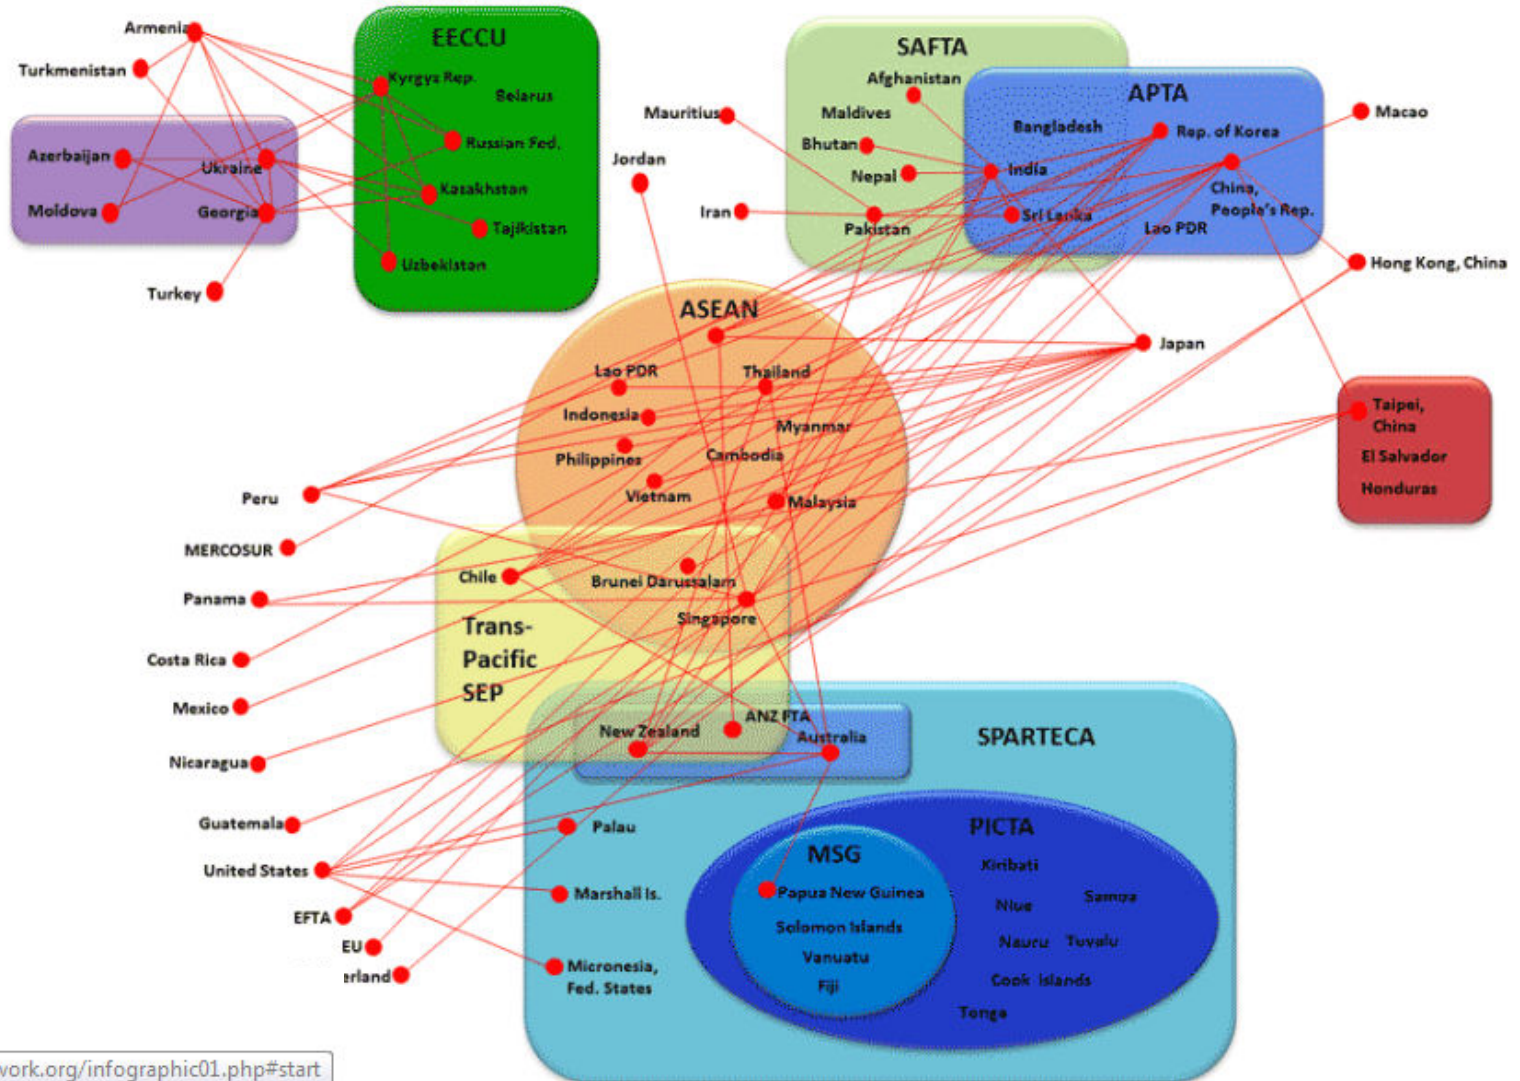 Armenia
EECCU
Turkmenistan
Kyrgyz Rep.
Belarus
Russian Fed.
Azerbaijan
Ukraine
Kazakhstan
Moldova
Georgia
Tajikistan
Uzbekistan
Turkey
SAFTA
Afghanistan
APTA
Mauritius
Maldives
Bangladesh
Rep. of Korea
Macao
Jordan
Bhutan
Nepal
India
China,
People's Rep.
Iran
Pakistan
Sri Lanka
Lao PDR
Hong Kong, China
ASEAN
Japan
Lao PDR
Thailand
Indonesia
Myanmar
Philippines
Cambodia
Vietnam
Malaysia
Taipei,
China
El Salvador
Honduras
Peru
MERCOSUR
Chile
Brunei Darussalam
Panama
Singapore
Trans-
Pacific
SEP
Costa Rica
Mexico
Nicaragua
New Zealand
ANZ FTA
Australia
SPARTECA
Guatemala
Palau
PICTA
MSG
United States
Kiribati
Marshall Is.
Papua New Guinea
Niue
Samoa
EFTA
Solomon Islands
EU
Nauru
Tuvalu
Vanuatu
erland
Micronesia,
Fed. States
Fiji
Cook islands
Tonga
work.org/infographic01.php#start